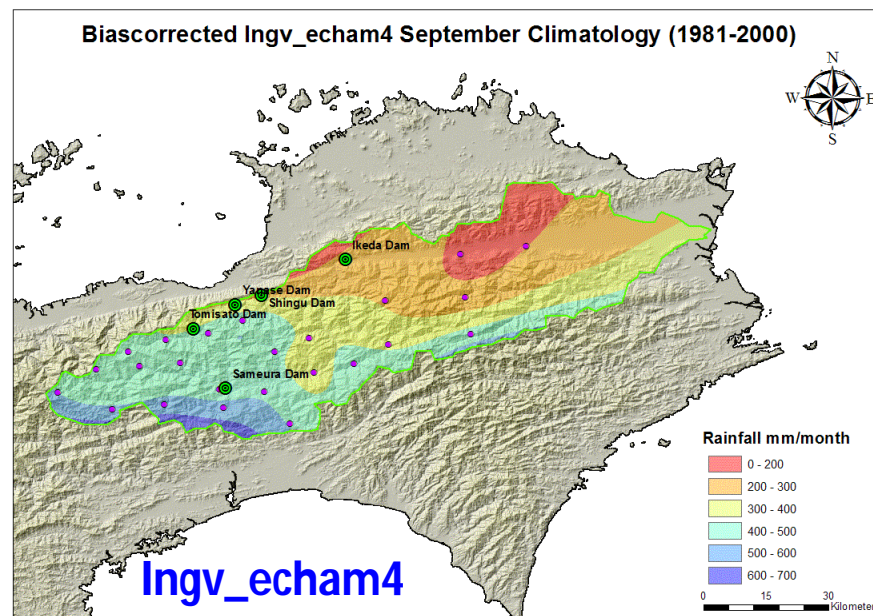 Biascorrected Ingv_echam4 September Climatology (1981-2000)
N
W E
S
Ikeda Dam
Yanase Dam
Shingu Dam
Tomisato Dam
Sameura Dam
Rainfall mm/month
0 - 200
200 - 300
300 - 400
400 - 500
500 - 600
600 - 700
0 15 30
Kilometer
Ingv_echam4